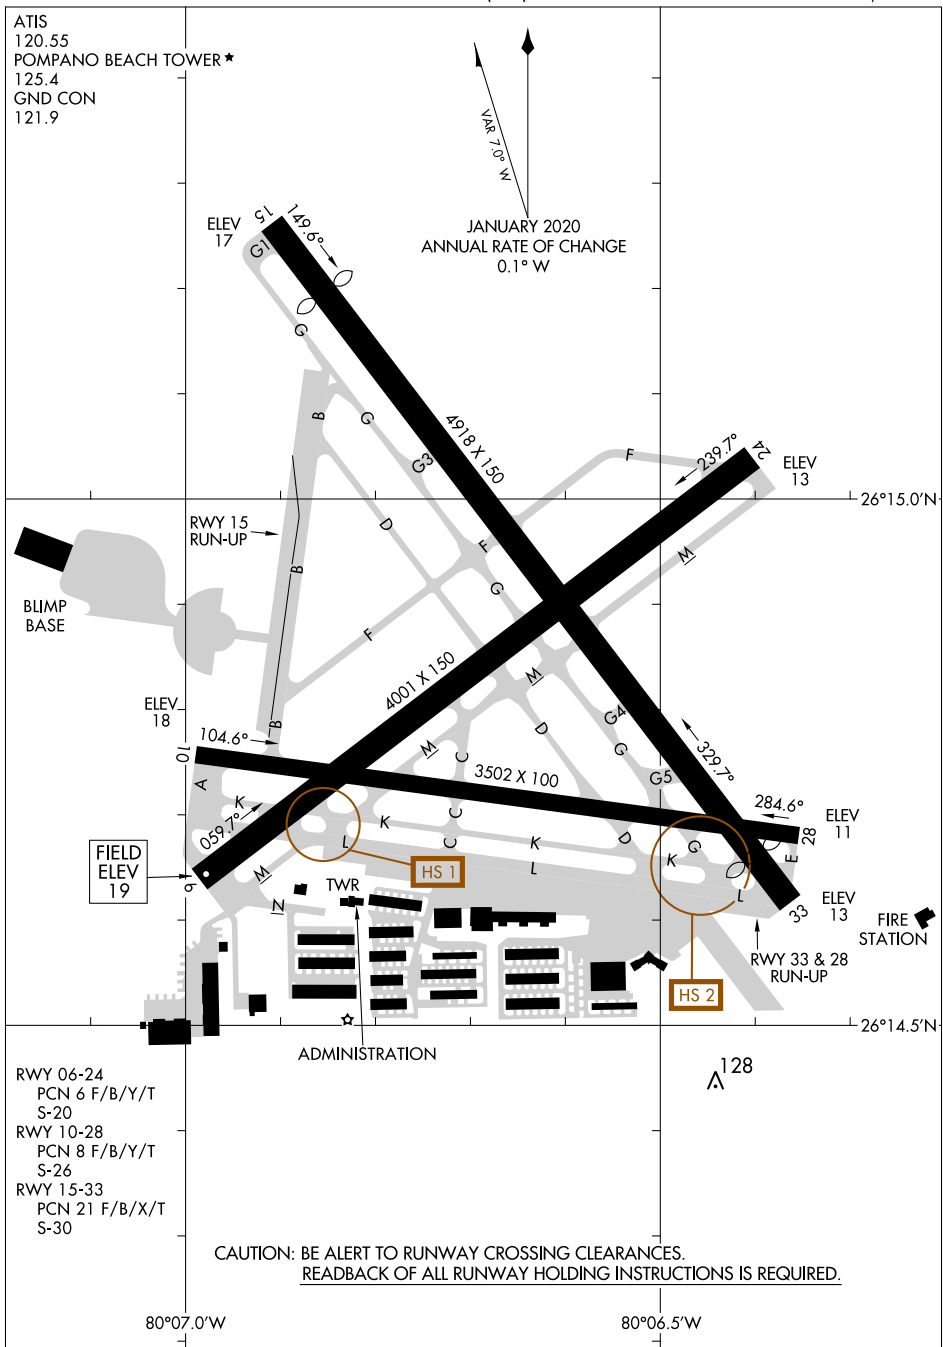 ATIS
120.55
POMPANO BEACH TOWER ★
125.4
GND CON
121.9
VAR 7.0° W
JANUARY 2020
ANNUAL RATE OF CHANGE
0.1° W
ELEV
17
15
149.6°
G1
G
B
G
G3
4918 X 150
F
239.7°
24
ELEV
13
26°15.0'N
RWY 15
RUN-UP
D
F
M
B
G
BLIMP
BASE
F
M
4001 X 150
ELEV
18
B
G4
D
104.6°
M
C
G
329.7°
10
3502 X 100
G5
A
K
284.6°
ELEV
11
28
059.7°
C
K
K
D
G
L
C
L
K
E
FIELD
ELEV
19
HS 1
M
6
TWR
N
L
33
ELEV
13
FIRE
STATION
RWY 33 & 28
RUN-UP
HS 2
26°14.5'N
ADMINISTRATION
128
RWY 06-24
PCN 6 F/B/Y/T
S-20
RWY 10-28
PCN 8 F/B/Y/T
S-26
RWY 15-33
PCN 21 F/B/X/T
S-30
CAUTION: BE ALERT TO RUNWAY CROSSING CLEARANCES.
READBACK OF ALL RUNWAY HOLDING INSTRUCTIONS IS REQUIRED.
80°07.0'W
80°06.5'W